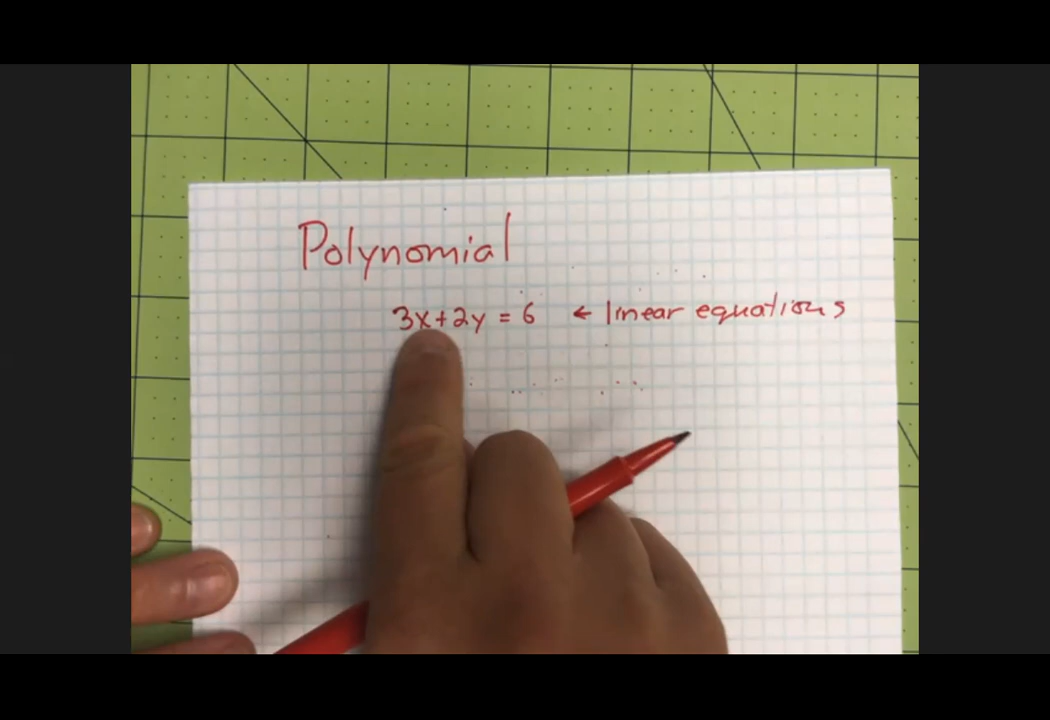 Polynomial
3x+2y = 6 ← linear equations